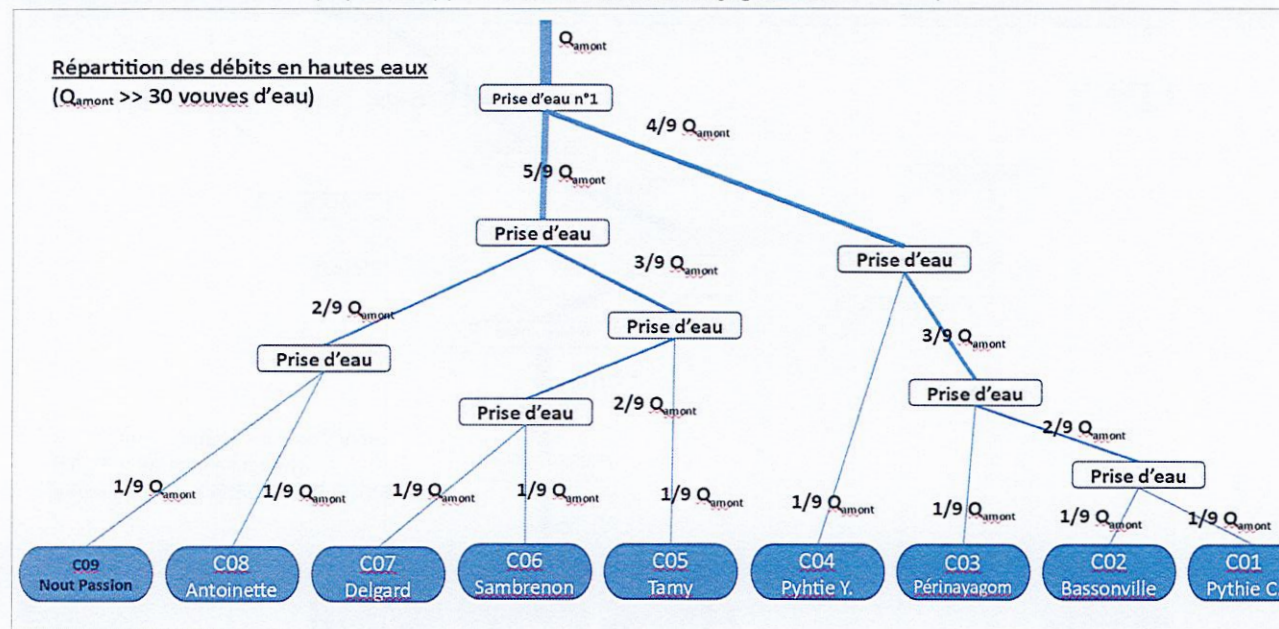 Répartition des débits en hautes eaux
(Qamont >> 30 vouves d'eau)
Qamont
Prise d'eau n°1
4/9 Qamont
5/9 Qamont
Prise d'eau
Prise d'eau
3/9 Qamont
2/9 Qamont
Prise d'eau
3/9 Qamont
Prise d'eau
Prise d'eau
Prise d'eau
2/9 Qamont
2/9 Qamont
Prise d'eau
1/9 Qamont
1/9 Qamont
1/9 Qamont
1/9 Qamont
1/9 Qamont
1/9 Qamont
1/9 Qamont
1/9 Qamont
1/9 Qamont
C09
Nout Passion
C08
Antoinette
C07
Delgard
C06
Sambrenon
C05
Tamy
C04
Pyhtie Y.
C03
Périnayagom
C02
Bassonville
C01
Pythie C.